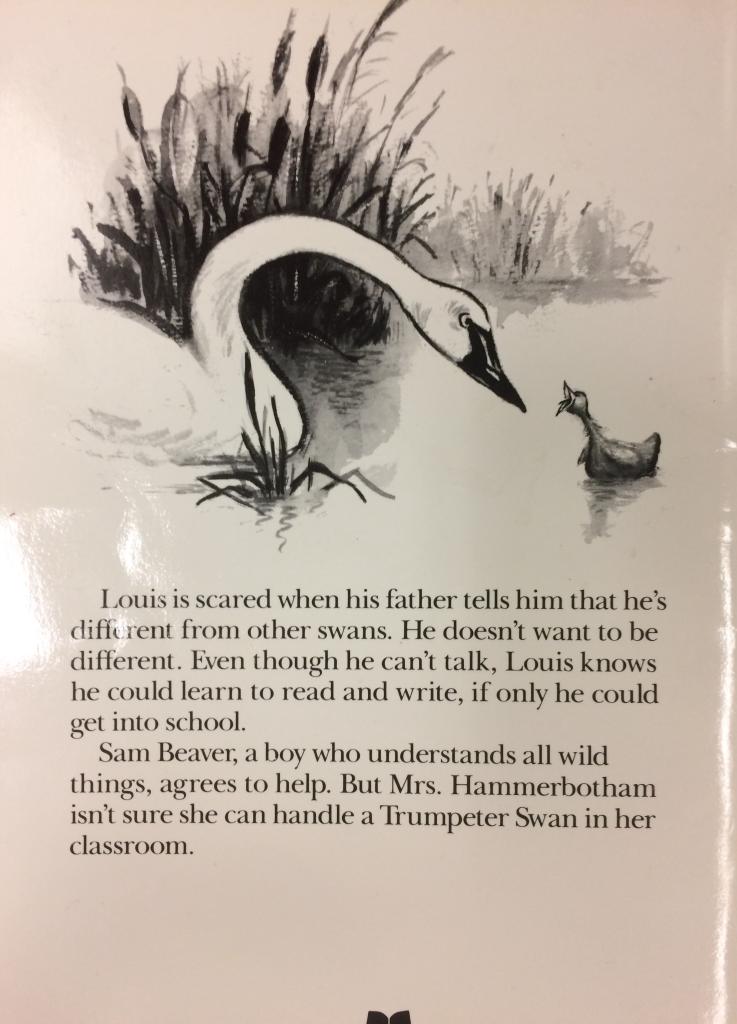 Louis is scared when his father tells him that he's
different from other swans. He doesn't want to be
different. Even though he can't talk, Louis knows
he could learn to read and write, if only he could
get into school.
Sam Beaver, a boy who understands all wild
things, agrees to help. But Mrs. Hammerbotham
isn't sure she can handle a Trumpeter Swan in her
classroom.